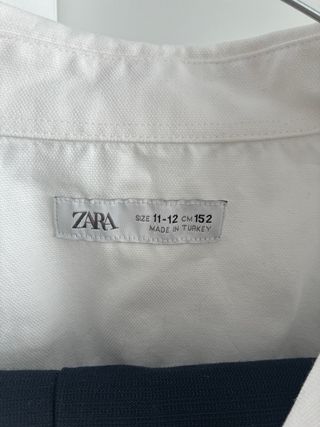 ZARA
SIZE 11-12 CM 152
MADE IN TURKEY